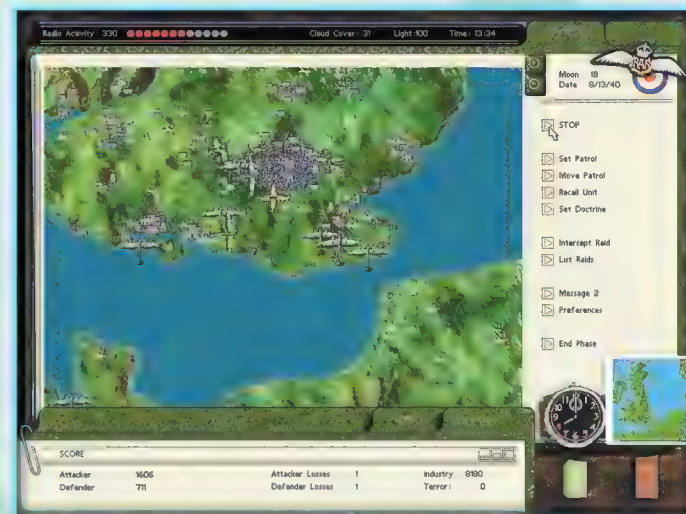 Radio Activity: 330 Cloud Cover: 31 Light:100 Time: 13:34
Moon 18
Date 8/13/40
STOP
Set Patrol
Move Patrol
Recall Unit
Set Doctrine
Intercept Raid
List Raids
Message 2
Preferences
End Phase
SCORE
Attacker 1606 Attacker Losses 1 Industry 8180
Defender 711 Defender Losses 1 Terror: 0